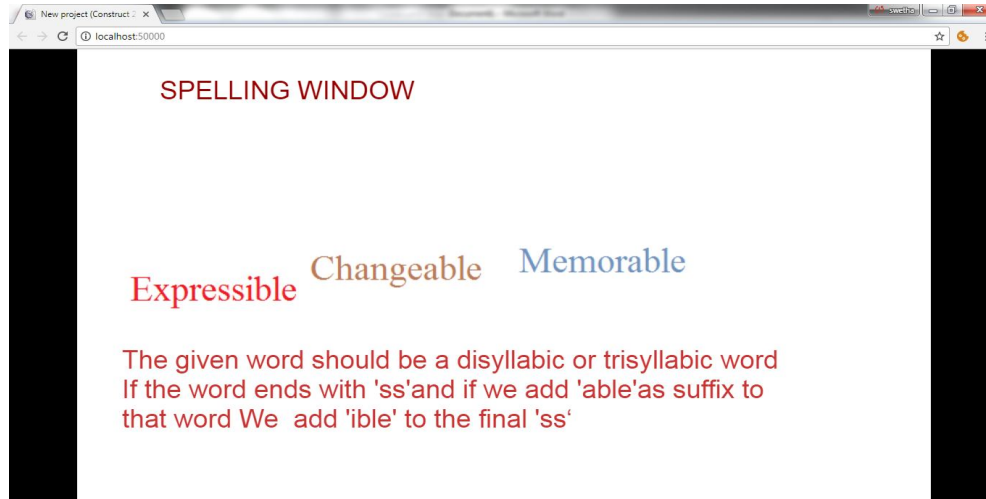 New project (Construct 2
localhost:50000
SPELLING WINDOW
Expressible Changeable Memorable
The given word should be a disyllabic or trisyllabic word
If the word ends with 'ss'and if we add 'able'as suffix to
that word We  add 'ible' to the final 'ss‘